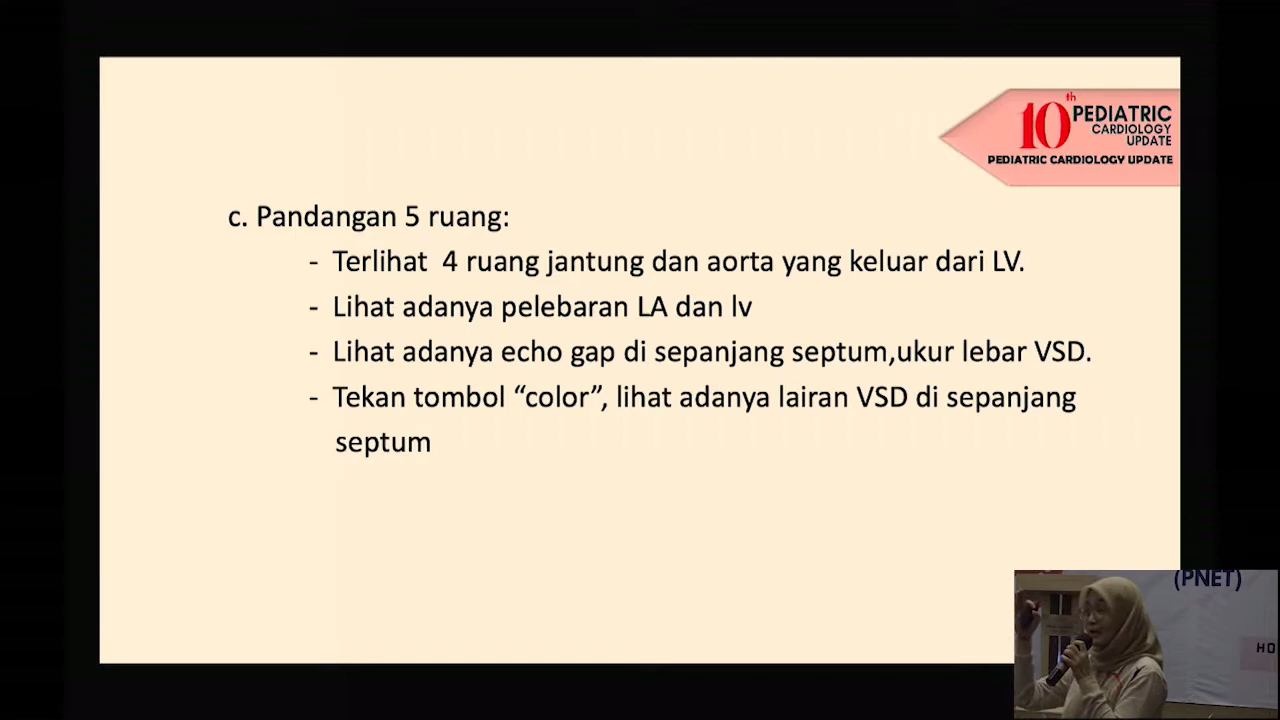 10th PEDIATRIC
CARDIOLOGY
UPDATE
PEDIATRIC CARDIOLOGY UPDATE
c. Pandangan 5 ruang:
- Terlihat 4 ruang jantung dan aorta yang keluar dari LV.
- Lihat adanya pelebaran LA dan lv
- Lihat adanya echo gap di sepanjang septum,ukur lebar VSD.
- Tekan tombol “color”, lihat adanya lairan VSD di sepanjang
septum
(PNET)
HO